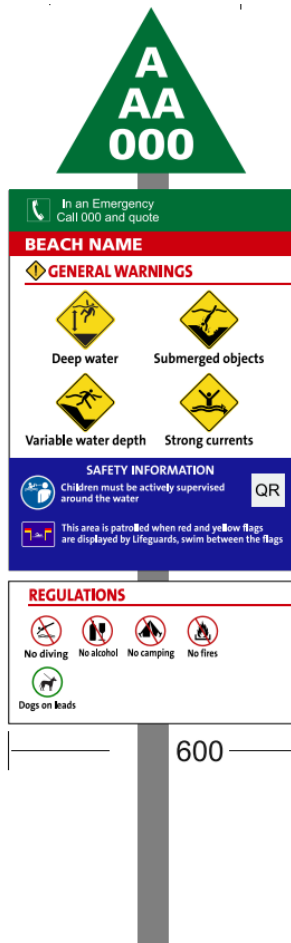 A
AA
000
In an Emergency
Call 000 and quote
BEACH NAME
GENERAL WARNINGS
Deep water
Submerged objects
Variable water depth
Strong currents
SAFETY INFORMATION
Children must be actively supervised
around the water
QR
This area is patrolled when red and yellow flags
are displayed by Lifeguards, swim between the flags
REGULATIONS
No diving
No alcohol
No camping
No fires
Dogs on leads
600